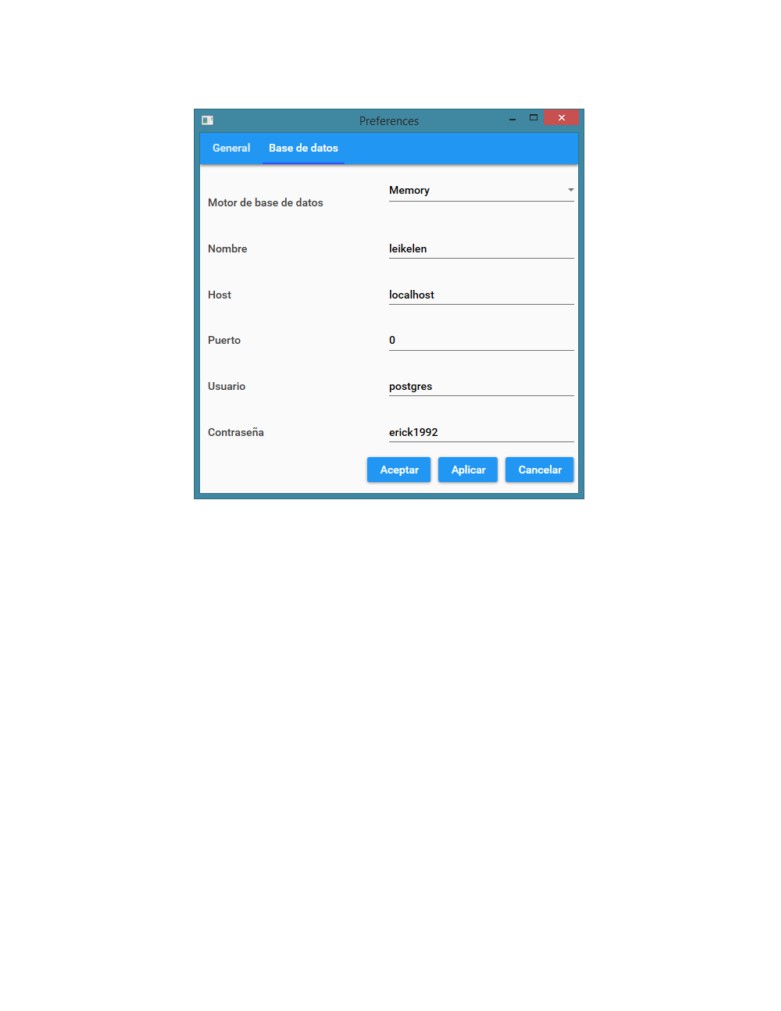 Preferences
General Base de datos
Motor de base de datos Memory
Nombre leikelen
Host localhost
Puerto 0
Usuario postgres
Contraseña erick1992
Aceptar Aplicar Cancelar